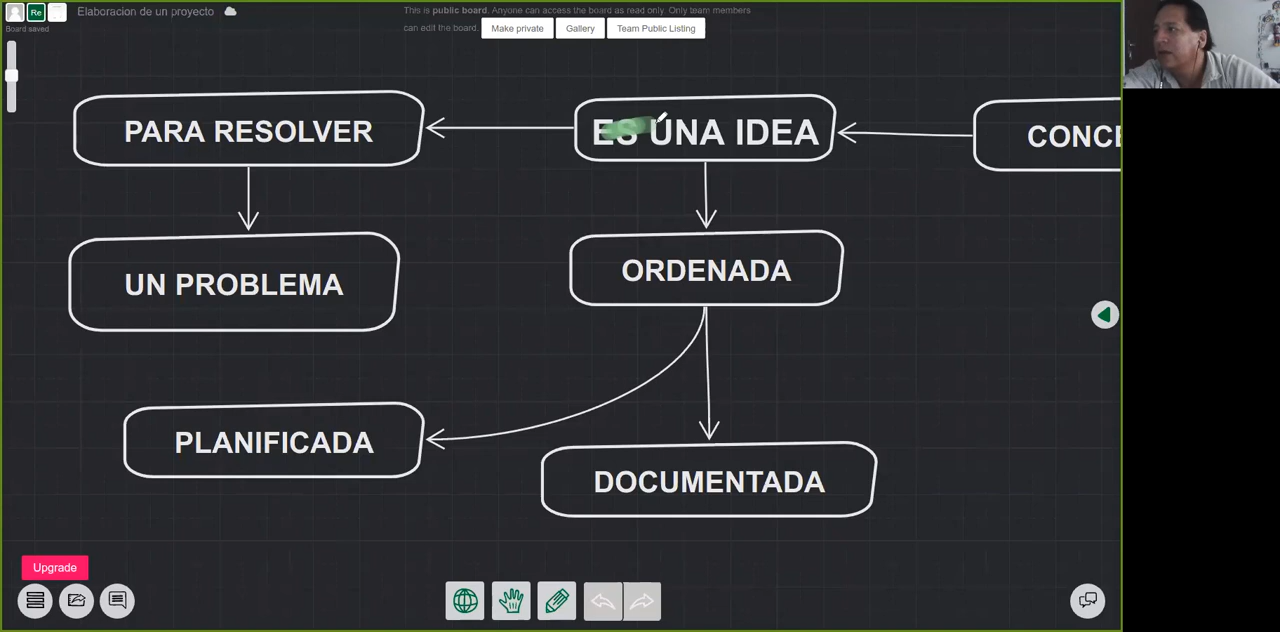 Re
Elaboracion de un proyecto
Board saved
This is public board. Anyone can access the board as read only. Only team members
can edit the board.
Make private
Gallery
Team Public Listing
PARA RESOLVER
ES UNA IDEA
CONCE
UN PROBLEMA
ORDENADA
PLANIFICADA
DOCUMENTADA
Upgrade